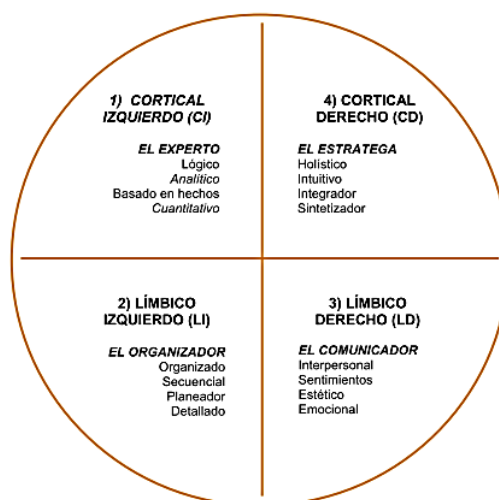 1) CORTICAL
IZQUIERDO (CI)
EL EXPERTO
Lógico
Analítico
Basado en hechos
Cuantitativo
4) CORTICAL
DERECHO (CD)
EL ESTRATEGA
Holístico
Intuitivo
Integrador
Sintetizador
2) LÍMBICO
IZQUIERDO (LI)
EL ORGANIZADOR
Organizado
Secuencial
Planeador
Detallado
3) LÍMBICO
DERECHO (LD)
EL COMUNICADOR
Interpersonal
Sentimientos
Estético
Emocional